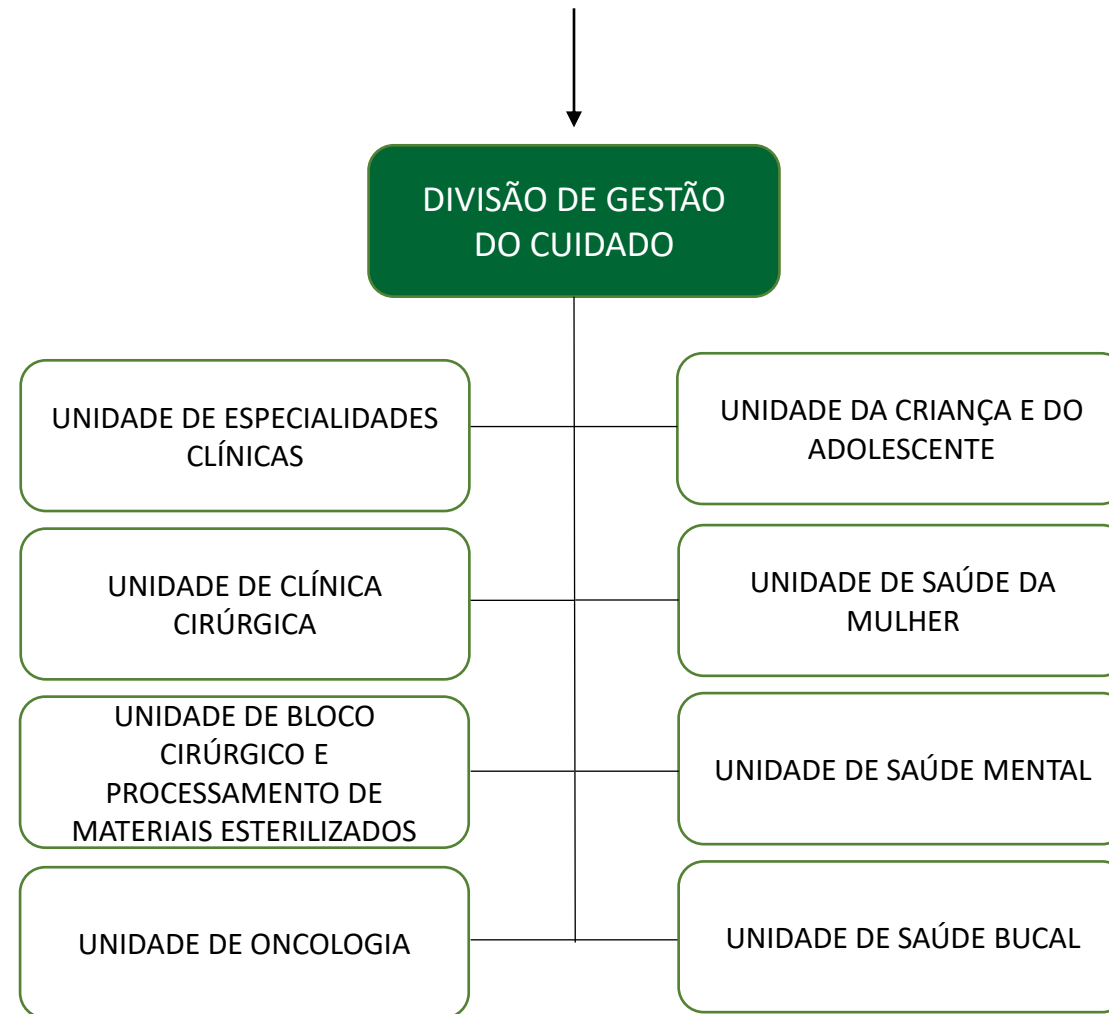 DIVISÃO DE GESTÃO
DO CUIDADO
UNIDADE DE ESPECIALIDADES
CLÍNICAS
UNIDADE DA CRIANÇA E DO
ADOLESCENTE
UNIDADE DE CLÍNICA
CIRÚRGICA
UNIDADE DE SAÚDE DA
MULHER
UNIDADE DE BLOCO
CIRÚRGICO E
PROCESSAMENTO DE
MATERIAIS ESTERILIZADOS
UNIDADE DE SAÚDE MENTAL
UNIDADE DE ONCOLOGIA
UNIDADE DE SAÚDE BUCAL